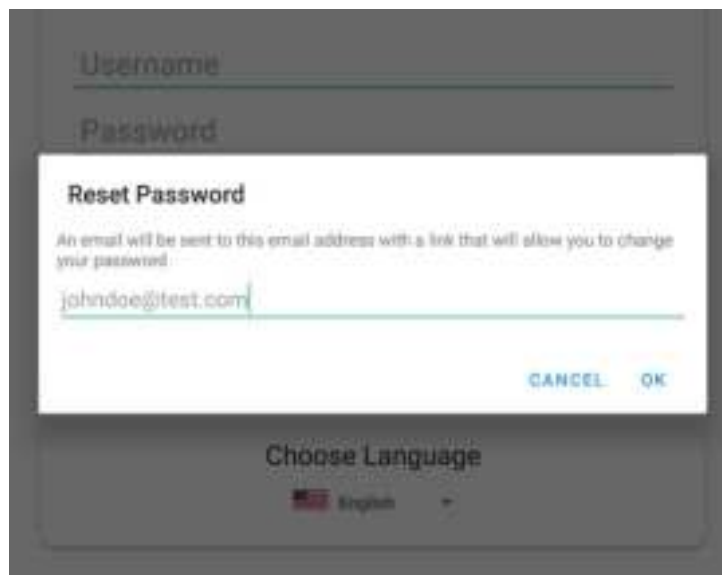 Username
Password
Reset Password
An email will be sent to this email address with a link that will allow you to change
your password
johndoe@test.com
CANCEL OK
Choose Language
English